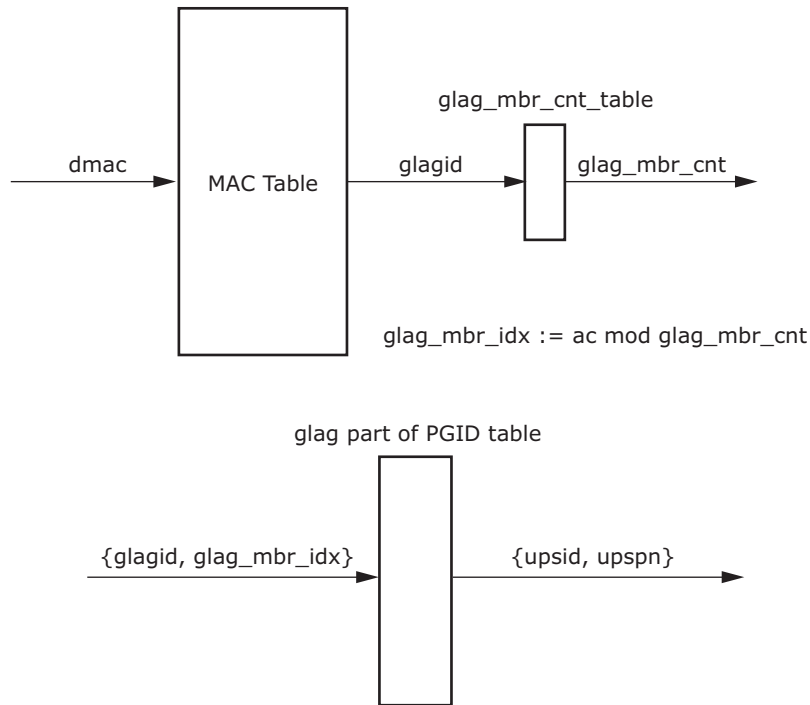 glag_mbr_cnt_table
dmac
MAC Table
glagid
glag_mbr_cnt
glag_mbr_idx := ac mod glag_mbr_cnt
glag part of PGID table
{glagid, glag_mbr_idx}
{upsid, upspn}